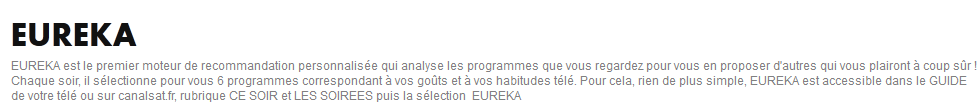 EUREKA
EUREKA est le premier moteur de recommandation personnalisée qui analyse les programmes que vous regardez pour vous en proposer d'autres qui vous plairont à coup sûr !
Chaque soir, il sélectionne pour vous 6 programmes correspondant à vos goûts et à vos habitudes télé. Pour cela, rien de plus simple, EUREKA est accessible dans le GUIDE
de votre télé ou sur canalsat.fr, rubrique CE SOIR et LES SOIREES puis la sélection  EUREKA